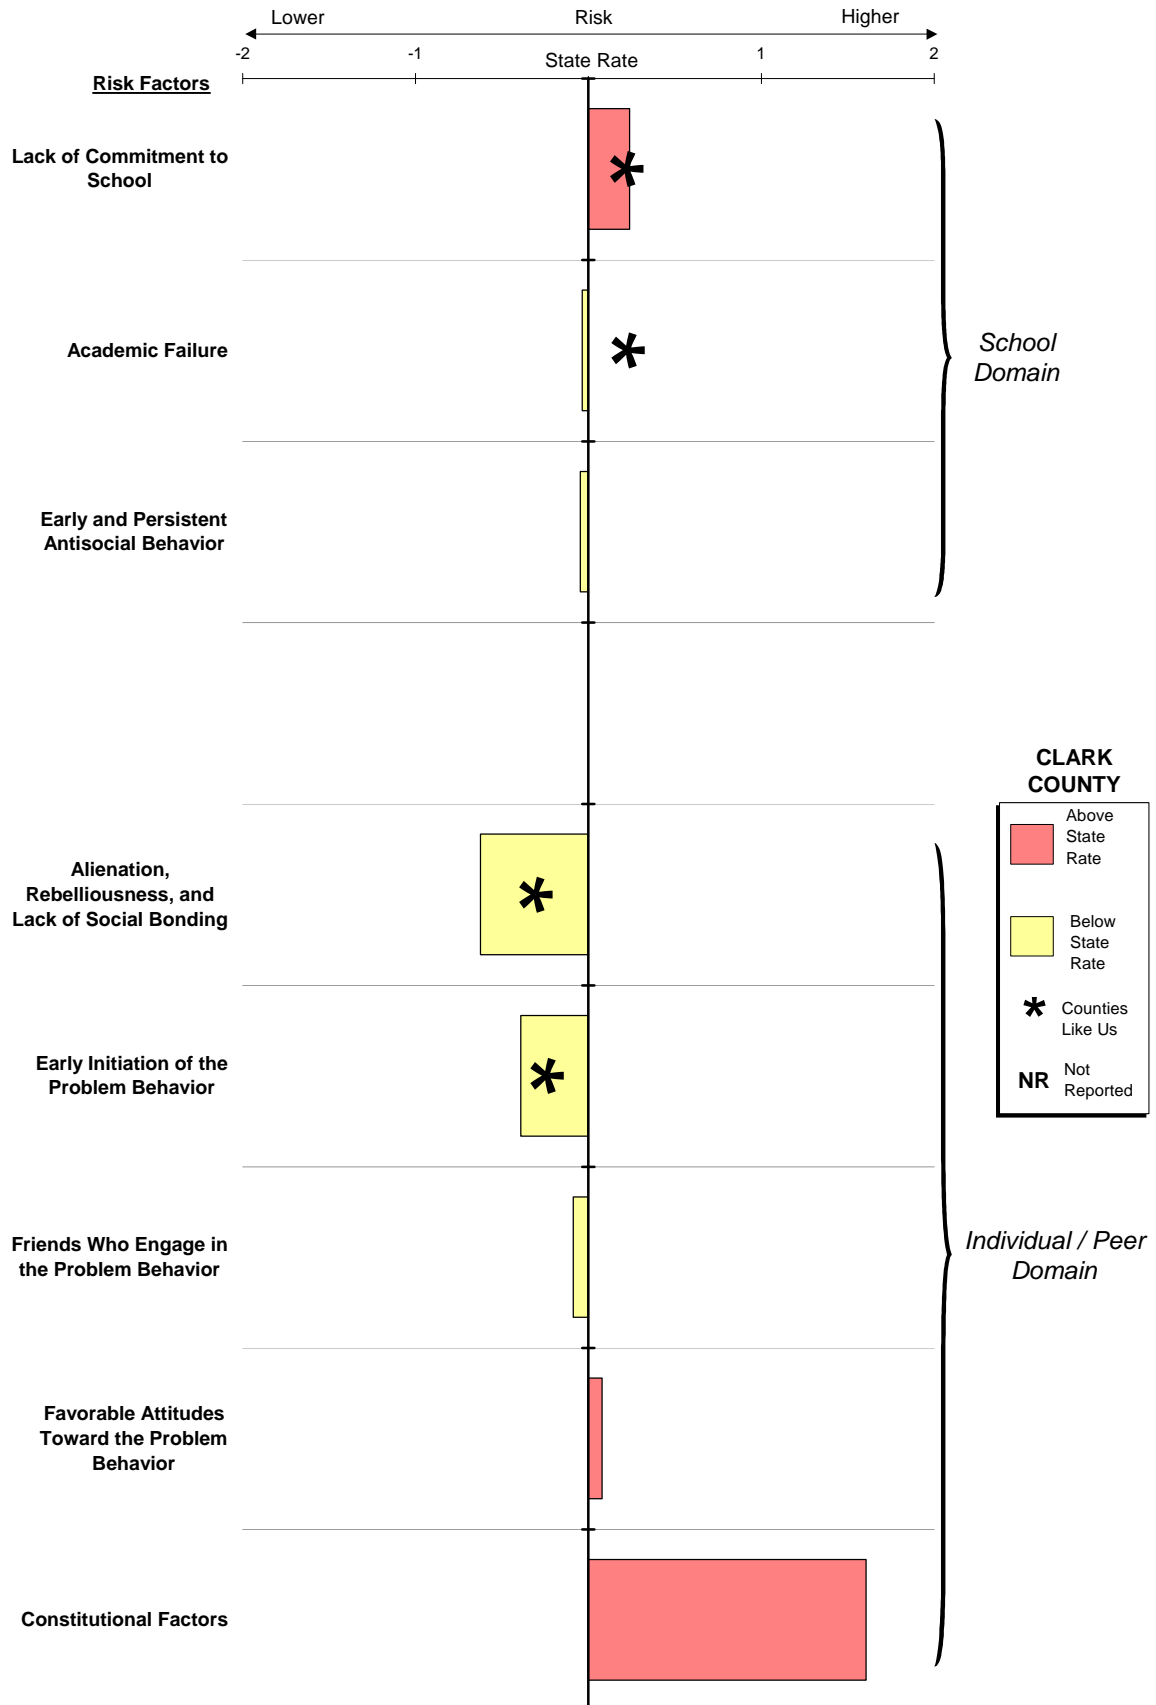 Lower Risk Higher
-2 -1 1 2
State Rate
Risk Factors
Lack of Commitment to
School
Academic Failure
School
Domain
Early and Persistent
Antisocial Behavior
CLARK
COUNTY
Above
State
Rate
Below
State
Rate
* Counties
Like Us
NR Not
Reported
Alienation,
Rebelliousness, and
Lack of Social Bonding
Early Initiation of the
Problem Behavior
Friends Who Engage in
the Problem Behavior
Individual / Peer
Domain
Favorable Attitudes
Toward the Problem
Behavior
Constitutional Factors